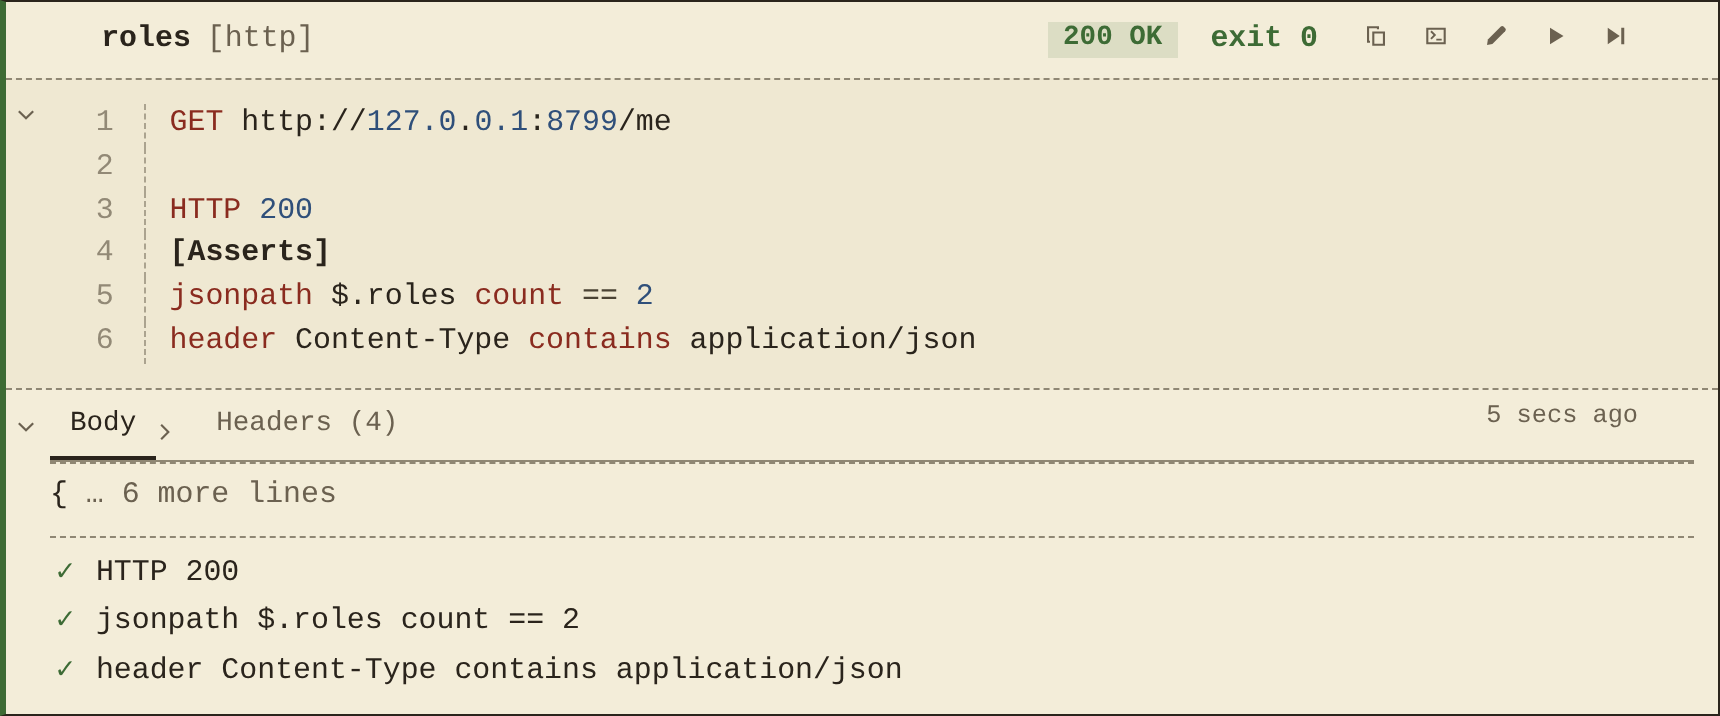 roles [http] 200 OK exit 0
1 GET http://127.0.0.1:8799/me
2
3 HTTP 200
4 [Asserts]
5 jsonpath $.roles count == 2
6 header Content-Type contains application/json
Body Headers (4) 5 secs ago
{ … 6 more lines
✓ HTTP 200
✓ jsonpath $.roles count == 2
✓ header Content-Type contains application/json